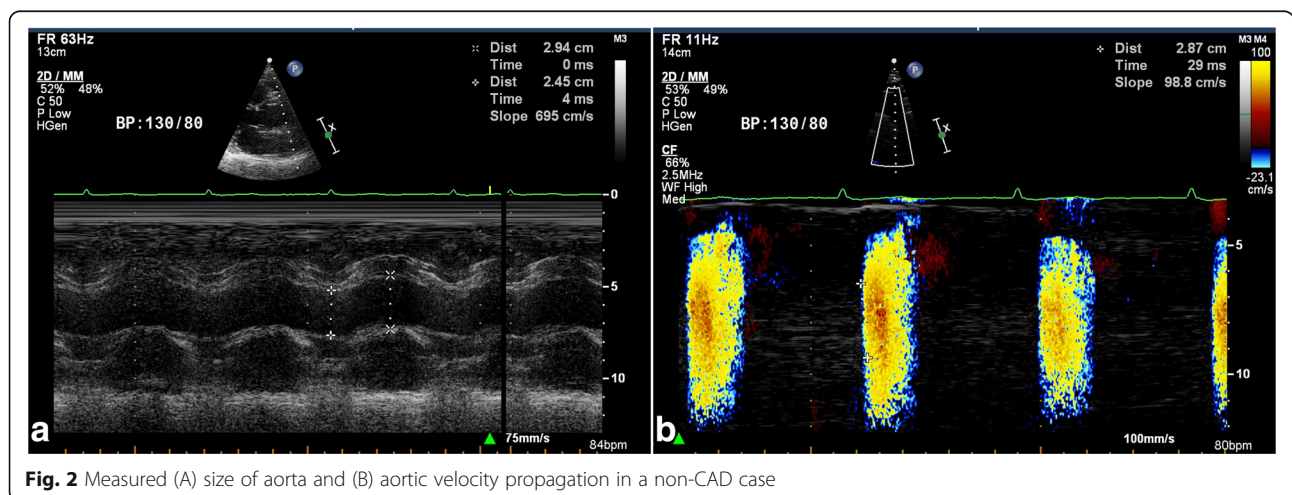 FR 63Hz
13cm
2D / MM
52% 48%
C 50
P Low
HGen
BP:130/80
P
X
Dist 2.94 cm
Time 0 ms
Dist 2.45 cm
Time 4 ms
Slope 695 cm/s
M3
0
5
10
a
75mm/s
84bpm
FR 11Hz
14cm
2D / MM
53% 49%
C 50
P Low
HGen
CF
66%
2.5MHz
WF High
Med
BP:130/80
P
X
Dist 2.87 cm
Time 29 ms
Slope 98.8 cm/s
M3 M4
100
-23.1
cm/s
5
10
b
100mm/s
80bpm
Fig. 2 Measured (A) size of aorta and (B) aortic velocity propagation in a non-CAD case